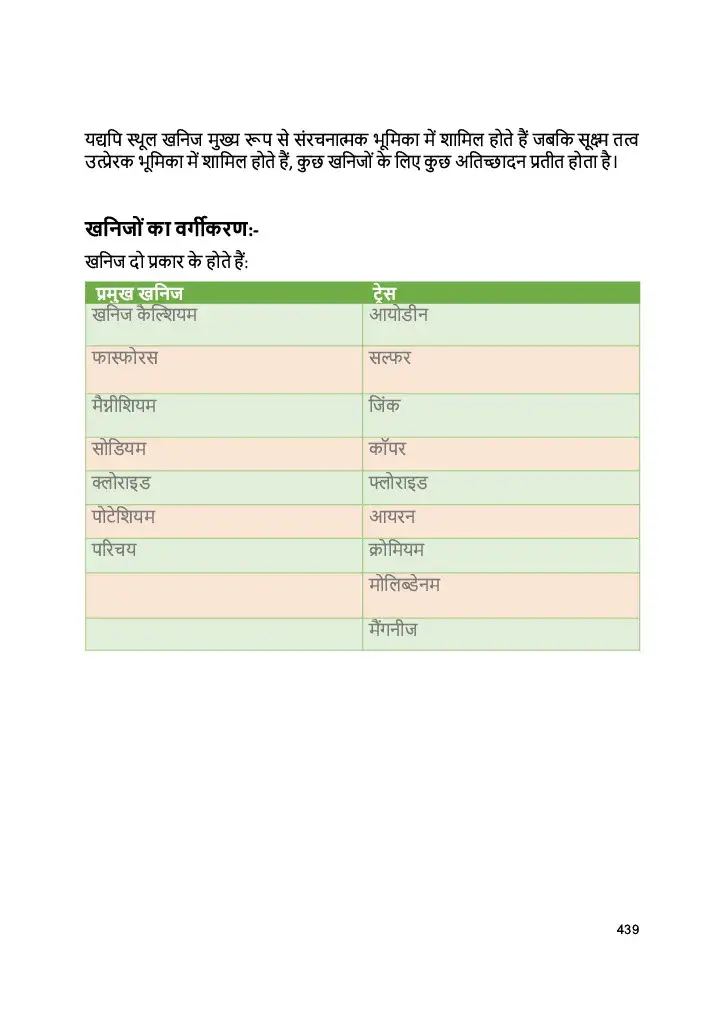 यद्यपि स्थूल खनिज मुख्य रूप से संरचनात्मक भूमिका में शामिल होते हैं जबकि सूक्ष्म तत्व
उत्प्रेरक भूमिका में शामिल होते हैं, कुछ खनिजों के लिए कुछ अतिच्छादन प्रतीत होता है।
खनिजों का वर्गीकरण:-
खनिज दो प्रकार के होते हैं:
प्रमुख खनिज ट्रेस
खनिज कैल्शियम आयोडीन
फास्फोरस सल्फर
मैग्नीशियम जिंक
सोडियम कॉपर
क्लोराइड फ्लोराइड
पोटेशियम आयरन
परिचय क्रोमियम
मोलिब्डेनम
मैंगनीज
439